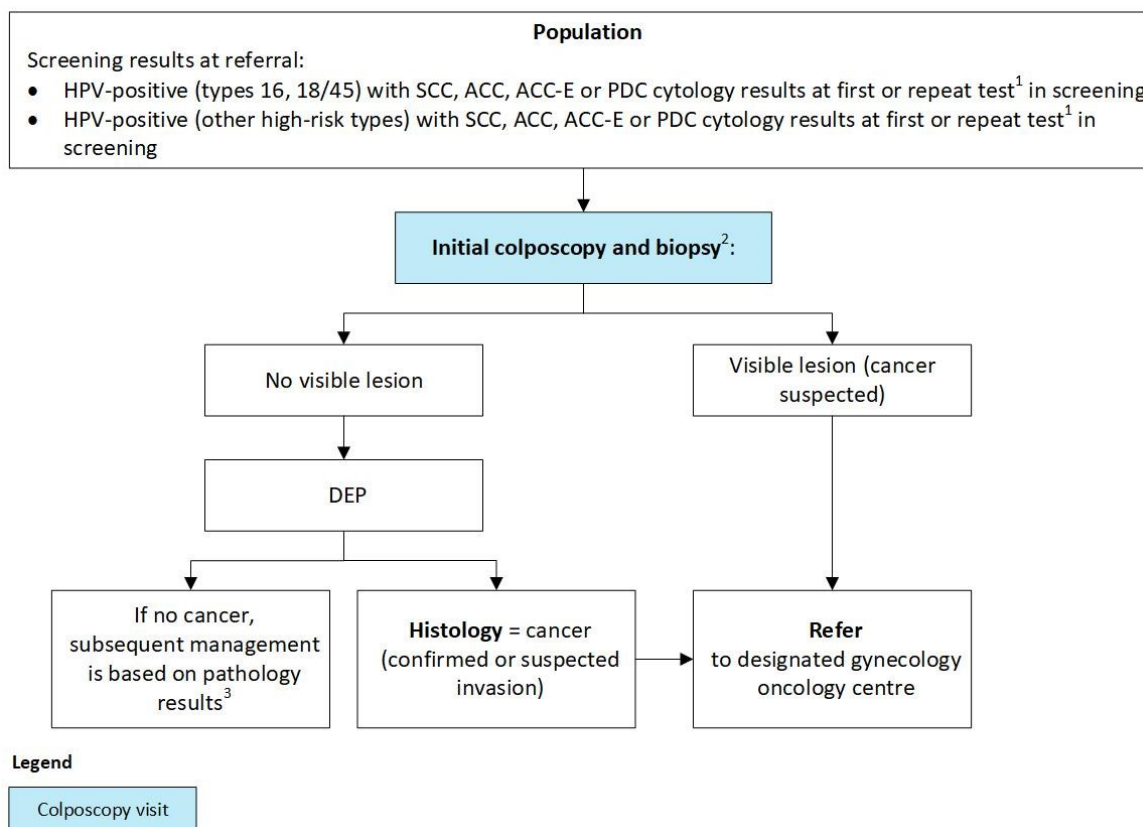 Population
Screening results at referral:
● HPV-positive (types 16, 18/45) with SCC, ACC, ACC-E or PDC cytology results at first or repeat test¹ in screening
● HPV-positive (other high-risk types) with SCC, ACC, ACC-E or PDC cytology results at first or repeat test¹ in
screening
Initial colposcopy and biopsy²:
No visible lesion
Visible lesion (cancer
suspected)
DEP
If no cancer,
subsequent management
is based on pathology
results³
Histology = cancer
(confirmed or suspected
invasion)
Refer
to designated gynecology
oncology centre
Legend
Colposcopy visit